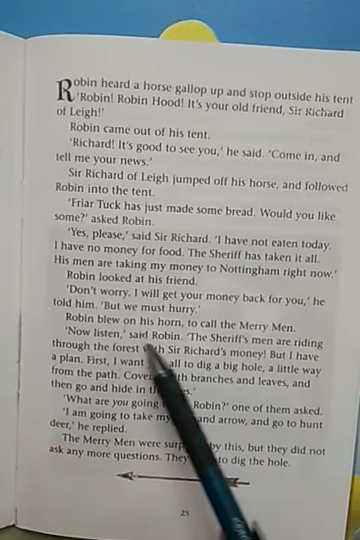 Robin heard a horse gallop up and stop outside his tent
'Robin! Robin Hood! It's your old friend, Sir Richard
of Leigh!'
Robin came out of his tent.
'Richard! It's good to see you,' he said. 'Come in, and
tell me your news.'
Sir Richard of Leigh jumped off his horse, and followed
Robin into the tent.
'Friar Tuck has just made some bread. Would you like
some?' asked Robin.
'Yes, please,' said Sir Richard. 'I have not eaten today.
I have no money for food. The Sheriff has taken it all.
His men are taking my money to Nottingham right now.'
Robin looked at his friend.
'Don't worry. I will get your money back for you,' he
told him. 'But we must hurry.'
Robin blew on his horn, to call the Merry Men.
'Now listen,' said Robin. 'The Sheriff's men are riding
through the forest with Sir Richard's money! But I have
a plan. First, I want all to dig a big hole, a little way
from the path. Cover with branches and leaves, and
then go and hide in the
'What are you going Robin?' one of them asked.
'I am going to take my and arrow, and go to hunt
deer,' he replied.
The Merry Men were by this, but they did not
ask any more questions. They to dig the hole.
25